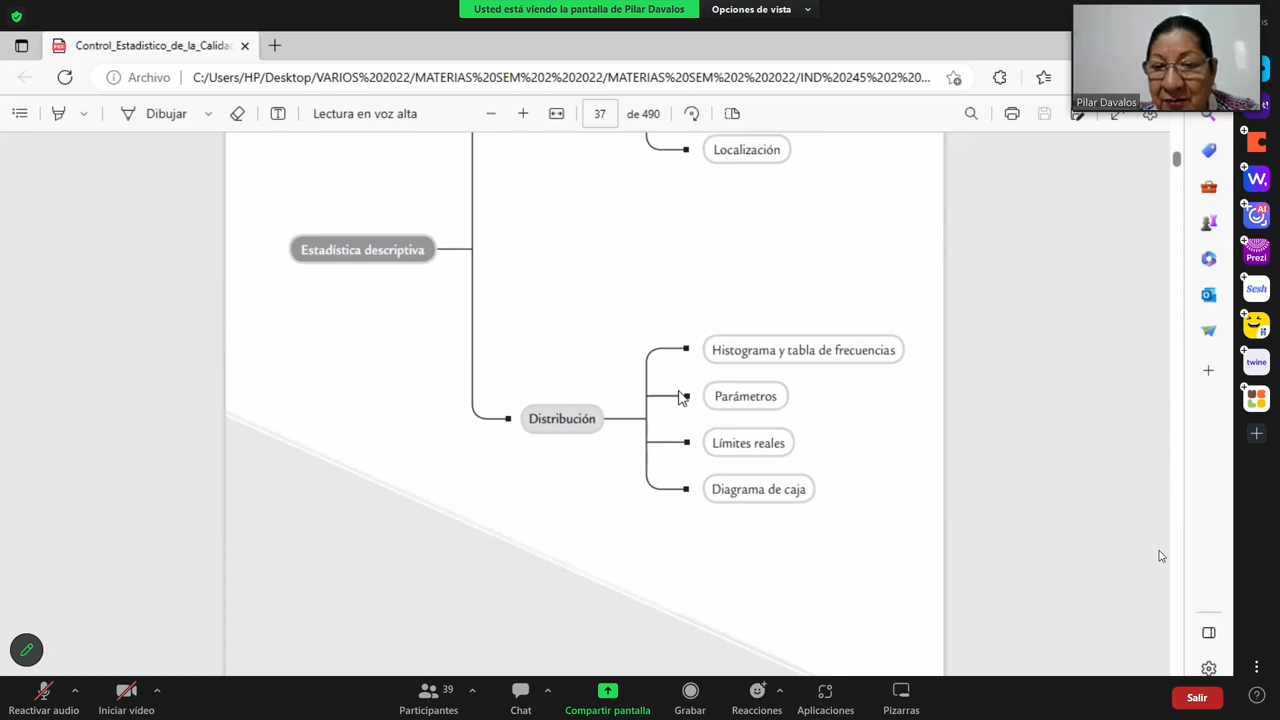 Usted está viendo la pantalla de Pilar Davalos
Opciones de vista
Control_Estadistico_de_la_Calidad
Archivo
C:/Users/HP/Desktop/VARIOS%202022/MATERIAS%20SEM%202%202022/MATERIAS%20SEM%202%202022/IND%20245%202%20...
Pilar Davalos
Dibujar
Lectura en voz alta
37
de 490
Localización
Estadística descriptiva
Histograma y tabla de frecuencias
Parámetros
Distribución
Límites reales
Diagrama de caja
W,
AI
Prezi
Sesh
twine
Reactivar audio
Iniciar video
39
Participantes
Chat
Compartir pantalla
Grabar
Reacciones
Aplicaciones
Pizarras
Salir